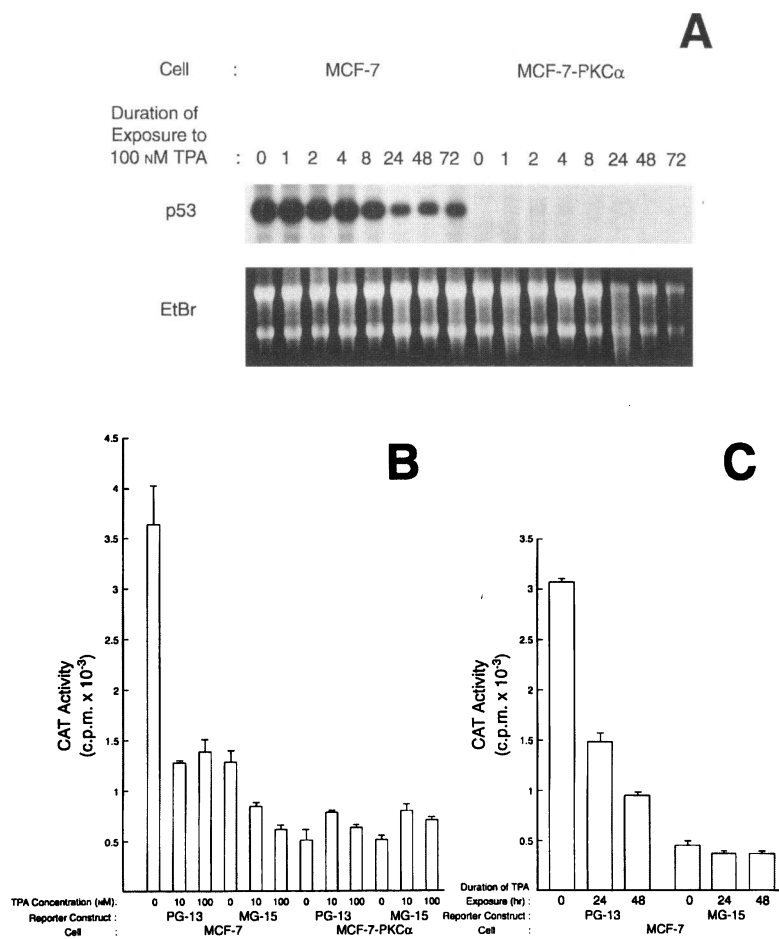 A
Cell : MCF-7 MCF-7-PKCα
Duration of
Exposure to
100 NM TPA : 0 1 2 4 8 24 48 72 0 1 2 4 8 24 48 72
p53
EtBr
B
4.5
4
3.5
3
2.5
2
1.5
1
0.5
CAT Activity
(c.p.m. x 10-3)
TPA Concentration (NM): 0 10 100 0 10 100 0 10 100 0 10 100
Reporter Construct : PG-13 MG-15 PG-13 MG-15
Cell : MCF-7 MCF-7-PKCα
C
3.5
3
2.5
2
1.5
1
0.5
CAT Activity
(c.p.m. x 10-3)
Duration of TPA
Exposure (hr) : 0 24 48 0 24 48
Reporter Construct : PG-13 MG-15
Cell : MCF-7